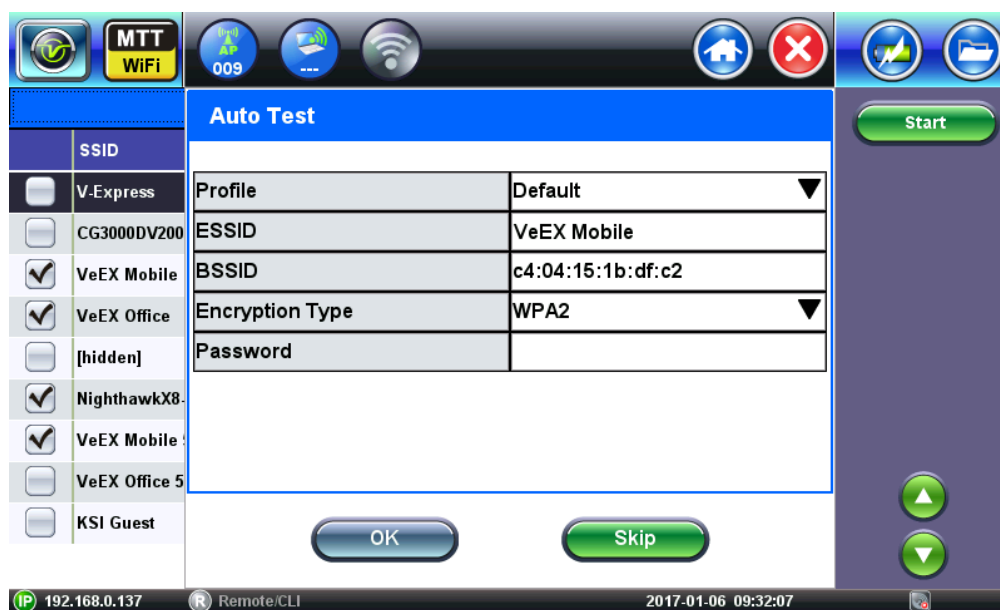 MTT
WiFi
AP
009
---
Auto Test
Start
SSID
V-Express
Profile
Default
CG3000DV200
ESSID
VeEX Mobile
VeEX Mobile
BSSID
c4:04:15:1b:df:c2
VeEX Office
Encryption Type
WPA2
[hidden]
Password
NighthawkX8-
VeEX Mobile
VeEX Office 5
KSI Guest
OK
Skip
IP 192.168.0.137
R Remote/CLI
2017-01-06 09:32:07